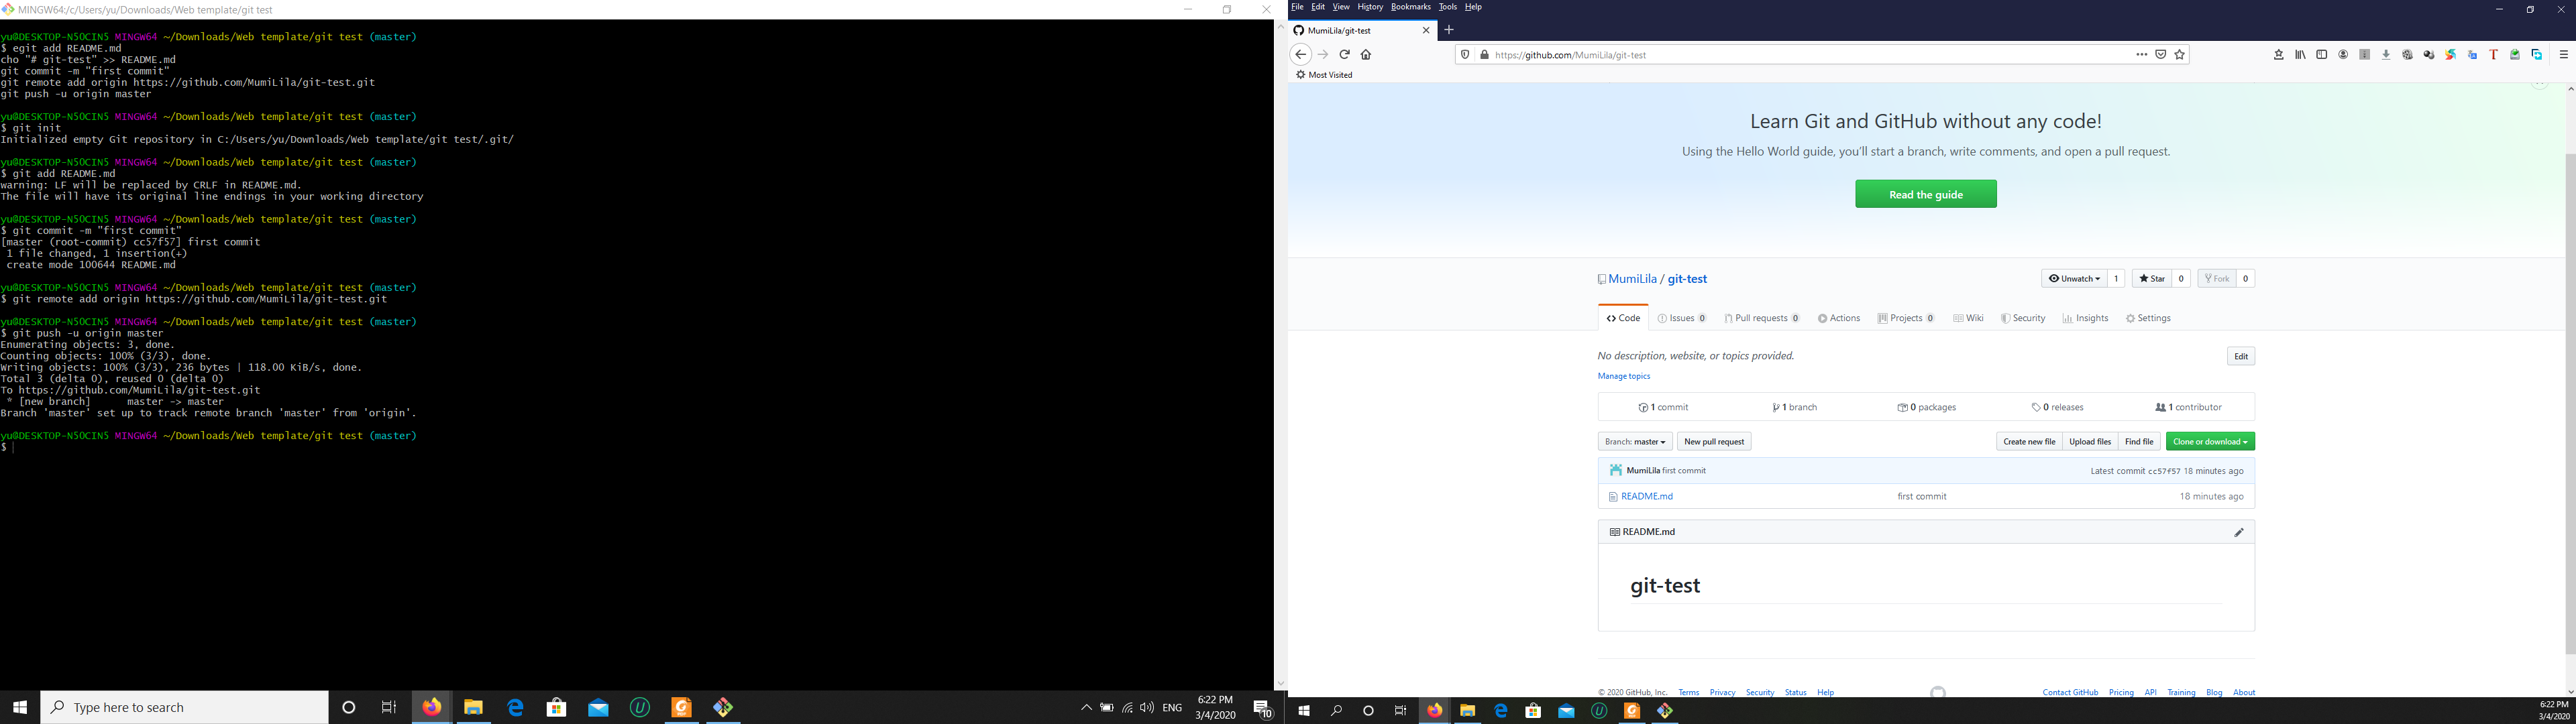 MINGW64:/c/Users/yu/Downloads/Web template/git test
yu@DESKTOP-N5OCIN5 MINGW64 ~/Downloads/Web template/git test (master)
$ egit add README.md
cho "# git-test" >> README.md
git commit -m "first commit"
git remote add origin https://github.com/MumiLila/git-test.git
git push -u origin master
yu@DESKTOP-N5OCIN5 MINGW64 ~/Downloads/Web template/git test (master)
$ git init
Initialized empty Git repository in C:/Users/yu/Downloads/Web template/git test/.git/
yu@DESKTOP-N5OCIN5 MINGW64 ~/Downloads/Web template/git test (master)
$ git add README.md
warning: LF will be replaced by CRLF in README.md.
The file will have its original line endings in your working directory
yu@DESKTOP-N5OCIN5 MINGW64 ~/Downloads/Web template/git test (master)
$ git commit -m "first commit"
[master (root-commit) cc57f57] first commit
1 file changed, 1 insertion(+)
create mode 100644 README.md
yu@DESKTOP-N5OCIN5 MINGW64 ~/Downloads/Web template/git test (master)
$ git remote add origin https://github.com/MumiLila/git-test.git
yu@DESKTOP-N5OCIN5 MINGW64 ~/Downloads/Web template/git test (master)
$ git push -u origin master
Enumerating objects: 3, done.
Counting objects: 100% (3/3), done.
Writing objects: 100% (3/3), 236 bytes | 118.00 KiB/s, done.
Total 3 (delta 0), reused 0 (delta 0)
To https://github.com/MumiLila/git-test.git
* [new branch]      master -> master
Branch 'master' set up to track remote branch 'master' from 'origin'.
yu@DESKTOP-N5OCIN5 MINGW64 ~/Downloads/Web template/git test (master)
$
Type here to search
ENG
6:22 PM
3/4/2020
10
File Edit View History Bookmarks Tools Help
MumiLila/git-test
https://github.com/MumiLila/git-test
Most Visited
Learn Git and GitHub without any code!
Using the Hello World guide, you'll start a branch, write comments, and open a pull request.
Read the guide
MumiLila / git-test
Unwatch 1 Star 0 Fork 0
Code Issues 0 Pull requests 0 Actions Projects 0 Wiki Security Insights Settings
No description, website, or topics provided.
Edit
Manage topics
1 commit 1 branch 0 packages 0 releases 1 contributor
Branch: master New pull request Create new file Upload files Find file Clone or download
MumiLila first commit Latest commit cc57f57 18 minutes ago
README.md first commit 18 minutes ago
README.md
git-test
© 2020 GitHub, Inc. Terms Privacy Security Status Help Contact GitHub Pricing API Training Blog About
6:22 PM
3/4/2020